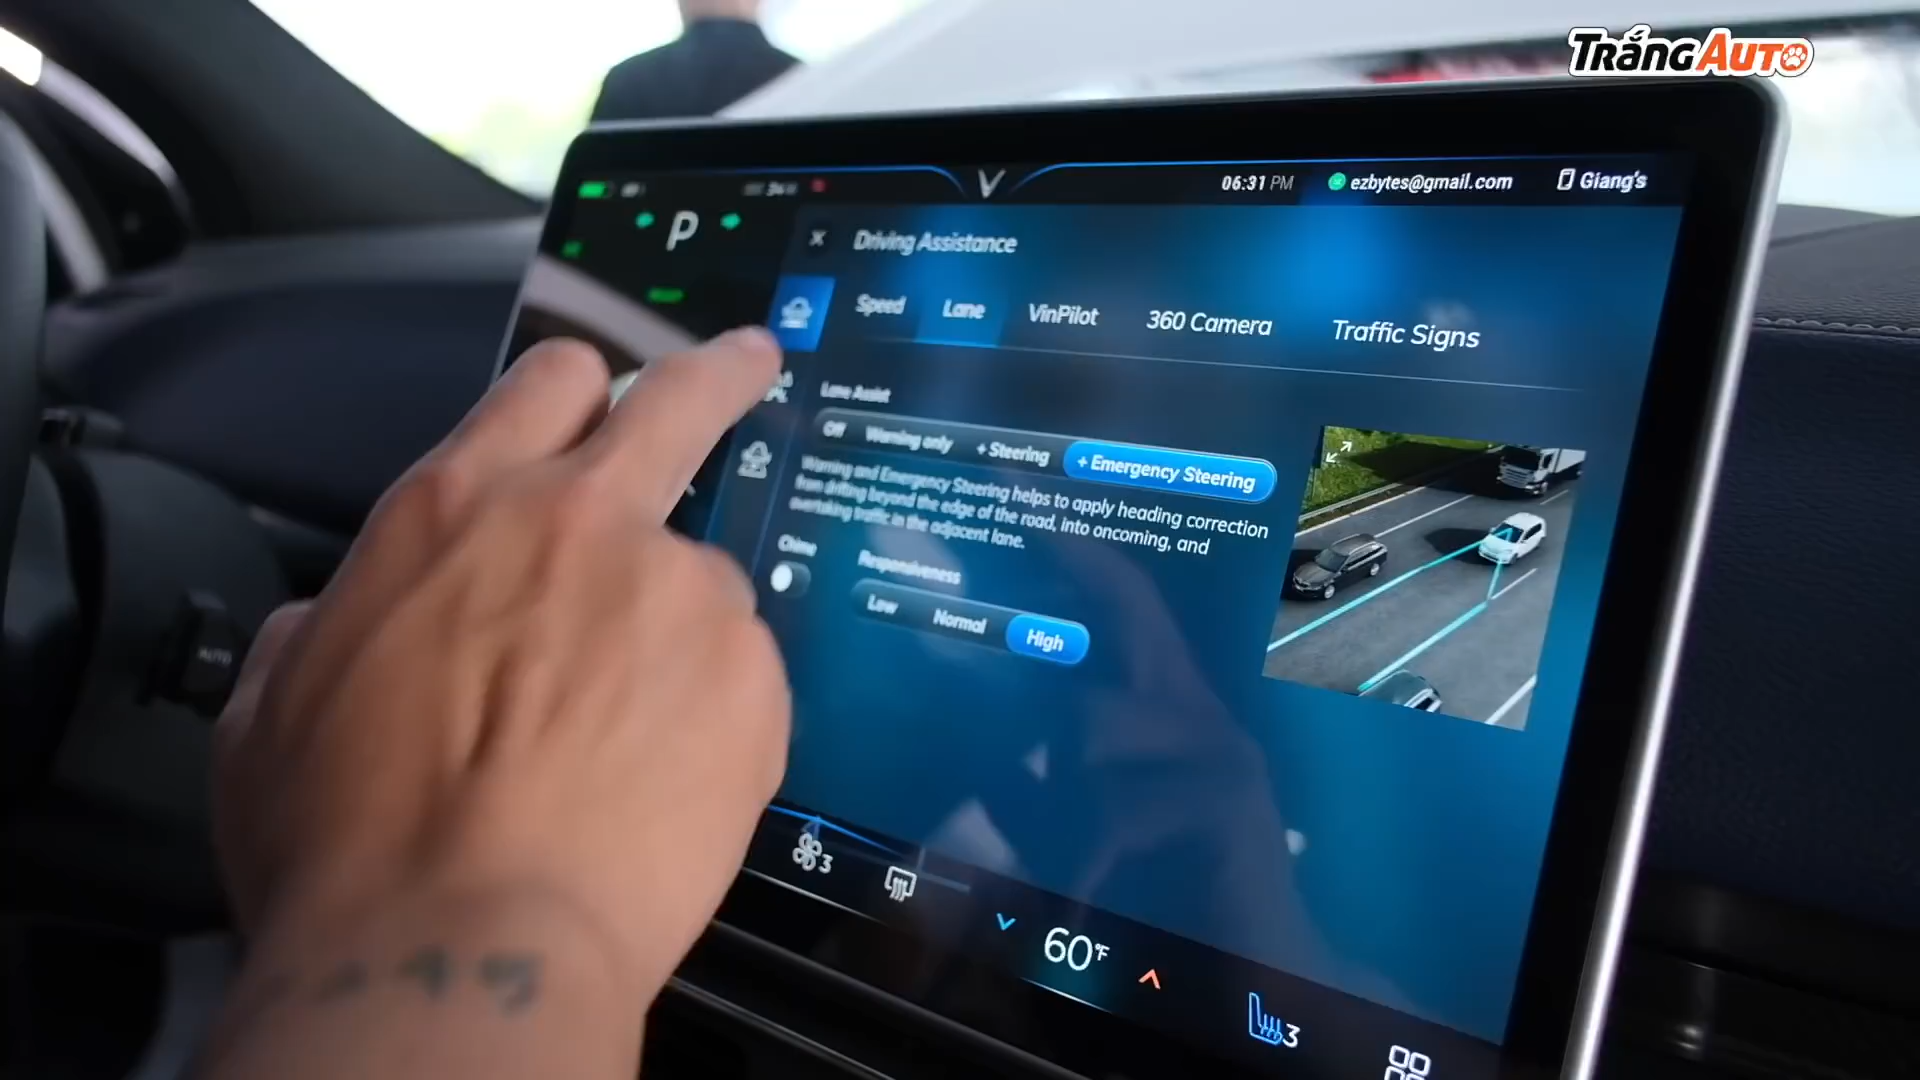 TRẮNGAUTO
06:31 PM
ezbytes@gmail.com
Giang's
P
Driving Assistance
Speed
Lane
VinPilot
360 Camera
Traffic Signs
Lane Assist
Off
Warning only
+ Steering
+ Emergency Steering
Warning and Emergency Steering helps to apply heading correction
from drifting beyond the edge of the road, into oncoming, and
overtaking traffic in the adjacent lane.
Chime
Responsiveness
Low
Normal
High
AUTO
3
60°F
3